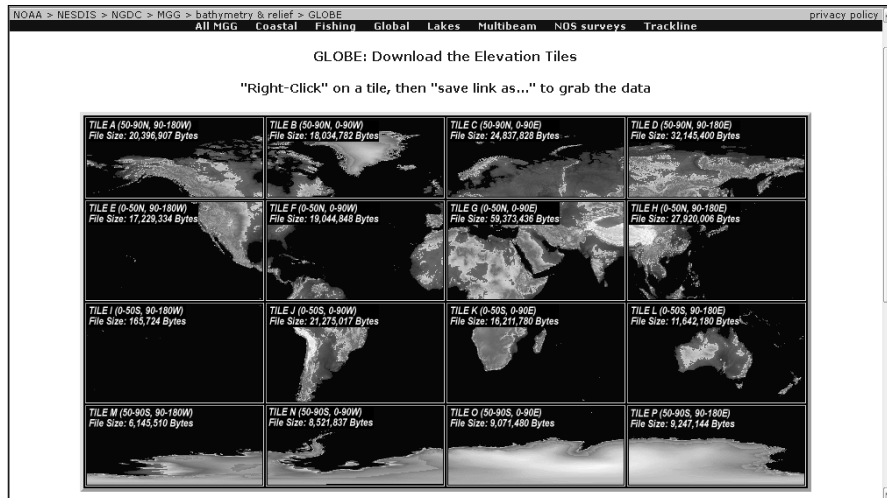 NOAA > NESDIS > NGDC > MGG > bathymetry & relief > GLOBE privacy policy
All MGG Coastal Fishing Global Lakes Multibeam NOS surveys Trackline
GLOBE: Download the Elevation Tiles
"Right-Click" on a tile, then "save link as..." to grab the data
TILE A (50-90N, 90-180W)
File Size: 20,396,907 Bytes
TILE B (50-90N, 0-90W)
File Size: 18,034,782 Bytes
TILE C (50-90N, 0-90E)
File Size: 24,837,828 Bytes
TILE D (50-90N, 90-180E)
File Size: 32,145,400 Bytes
TILE E (0-50N, 90-180W)
File Size: 17,229,334 Bytes
TILE F (0-50N, 0-90W)
File Size: 19,044,848 Bytes
TILE G (0-50N, 0-90E)
File Size: 59,373,436 Bytes
TILE H (0-50N, 90-180E)
File Size: 27,920,006 Bytes
TILE I (0-50S, 90-180W)
File Size: 165,724 Bytes
TILE J (0-50S, 0-90W)
File Size: 21,275,017 Bytes
TILE K (0-50S, 0-90E)
File Size: 16,211,780 Bytes
TILE L (0-50S, 90-180E)
File Size: 11,642,180 Bytes
TILE M (50-90S, 90-180W)
File Size: 6,145,510 Bytes
TILE N (50-90S, 0-90W)
File Size: 8,521,837 Bytes
TILE O (50-90S, 0-90E)
File Size: 9,071,480 Bytes
TILE P (50-90S, 90-180E)
File Size: 9,247,144 Bytes